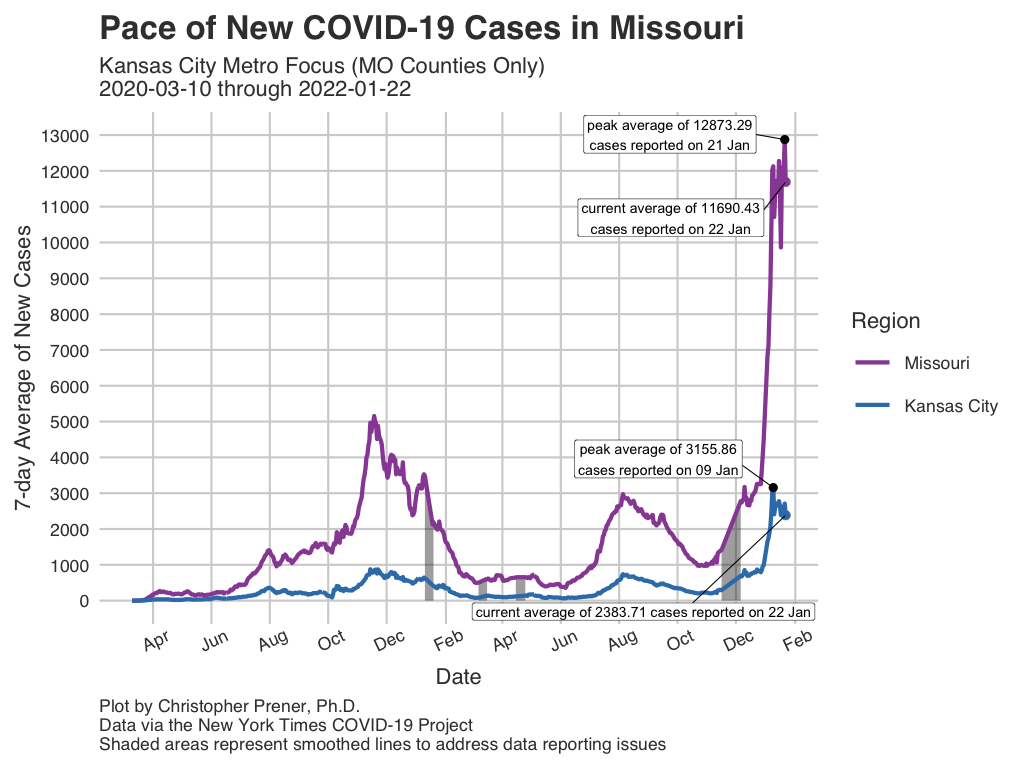 Pace of New COVID-19 Cases in Missouri
Kansas City Metro Focus (MO Counties Only)
2020-03-10 through 2022-01-22
7-day Average of New Cases
13000
12000
11000
10000
9000
8000
7000
6000
5000
4000
3000
2000
1000
0
peak average of 12873.29
cases reported on 21 Jan
current average of 11690.43
cases reported on 22 Jan
peak average of 3155.86
cases reported on 09 Jan
current average of 2383.71 cases reported on 22 Jan
Region
Missouri
Kansas City
Apr
Jun
Aug
Oct
Dec
Feb
Apr
Jun
Aug
Oct
Dec
Feb
Date
Plot by Christopher Prener, Ph.D.
Data via the New York Times COVID-19 Project
Shaded areas represent smoothed lines to address data reporting issues